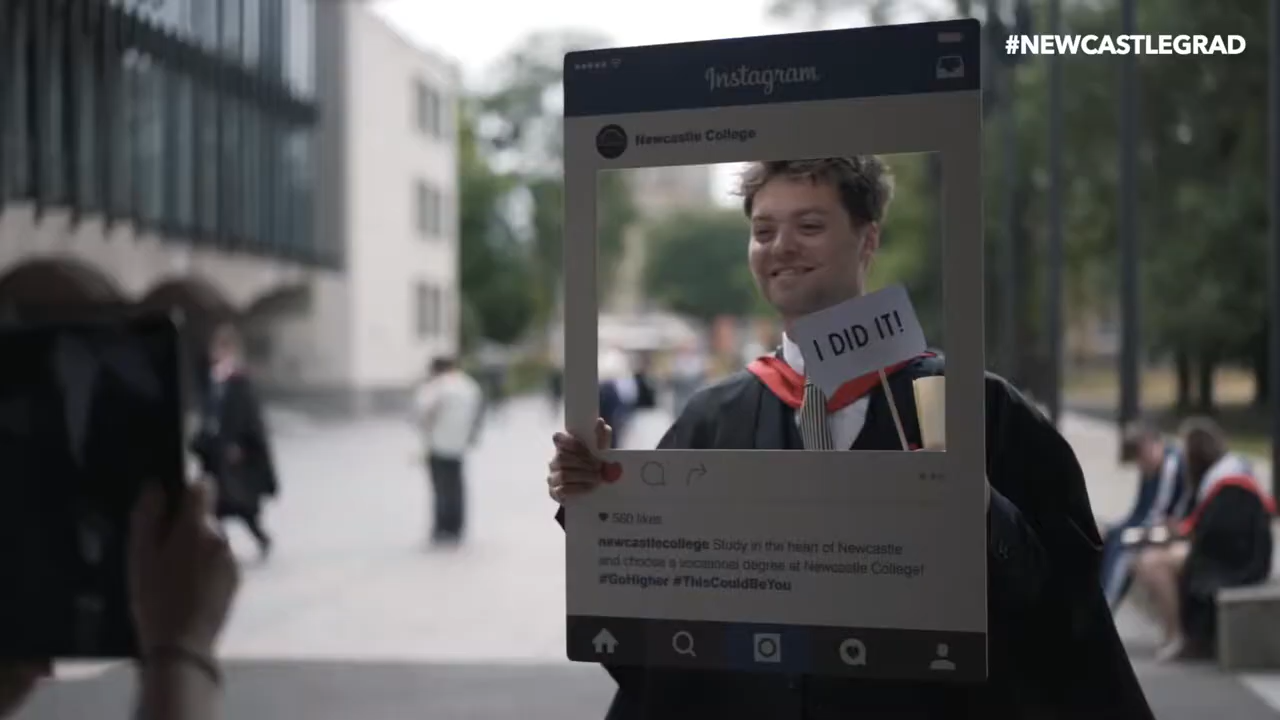 #NEWCASTLEGRAD
Instagram
Newcastle College
I DID IT!
560 likes
newcastlecollege Study in the heart of Newcastle
and choose a vocational degree at Newcastle College!
#GoHigher #ThisCouldBeYou